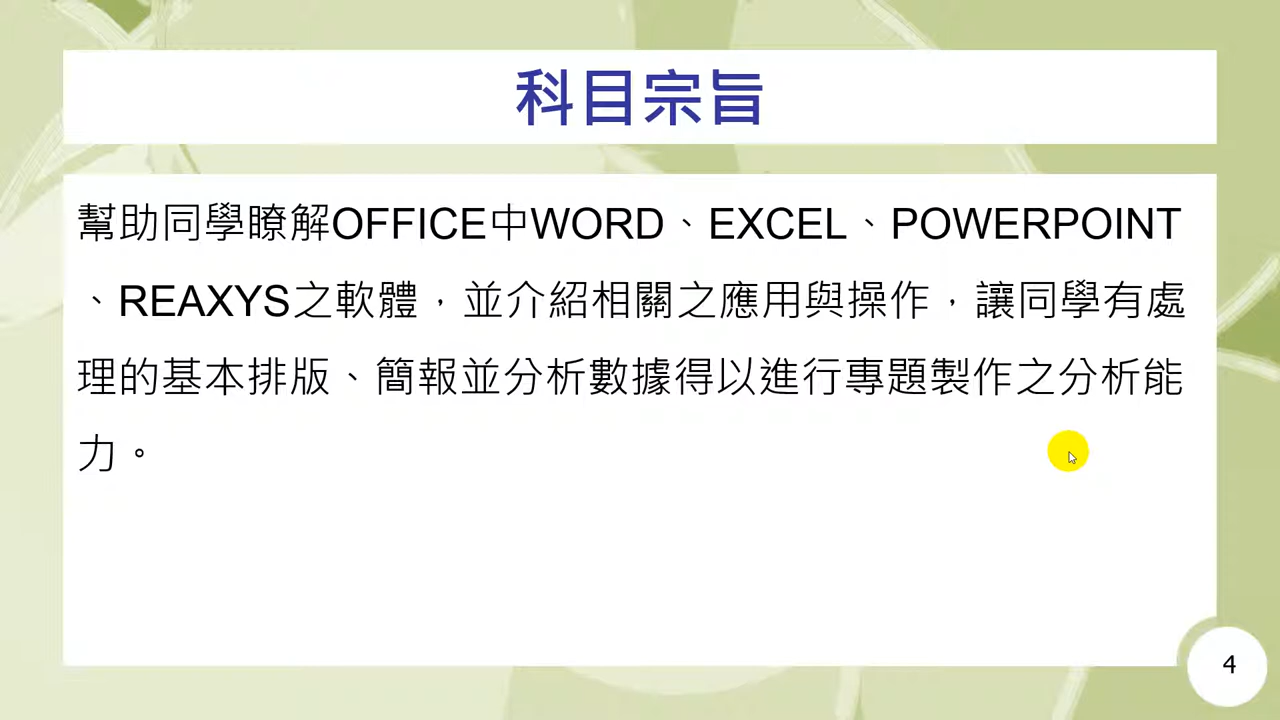 科目宗旨
幫助同學瞭解OFFICE中WORD、EXCEL、POWERPOINT
、REAXYS之軟體，並介紹相關之應用與操作，讓同學有處
理的基本排版、簡報並分析數據得以進行專題製作之分析能
力。
4